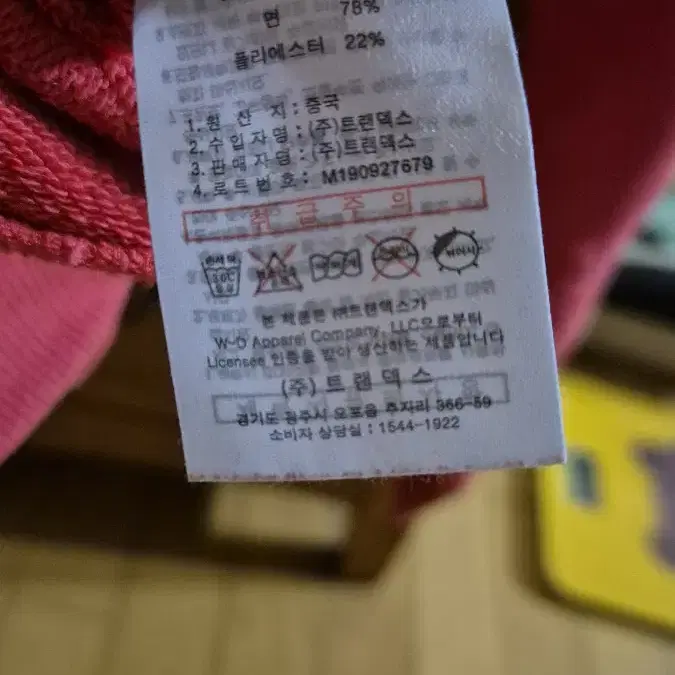 면 78%
폴리에스터 22%
1. 원 산 지 : 중국
2. 수 입 자 명 : (주)트랜덱스
3. 판 매 자 명 : (주)트랜덱스
4. 로 트 번 호 : M190927679
취 급 주 의
30℃
본 제품은 ㈜트랜덱스가
W-D Apparel Company, LLC으로부터
Licensee 인증을 받아 생산하는 제품입니다
(주) 트 랜 덱 스
경기도 광주시 오포읍 추자리 366-59
소비자 상담실 : 1544-1922